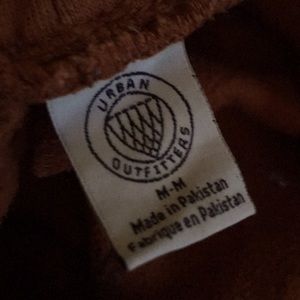 URBAN
OUTFITTERS
M-M
Made in Pakistan
Fabriqué en Pakistan